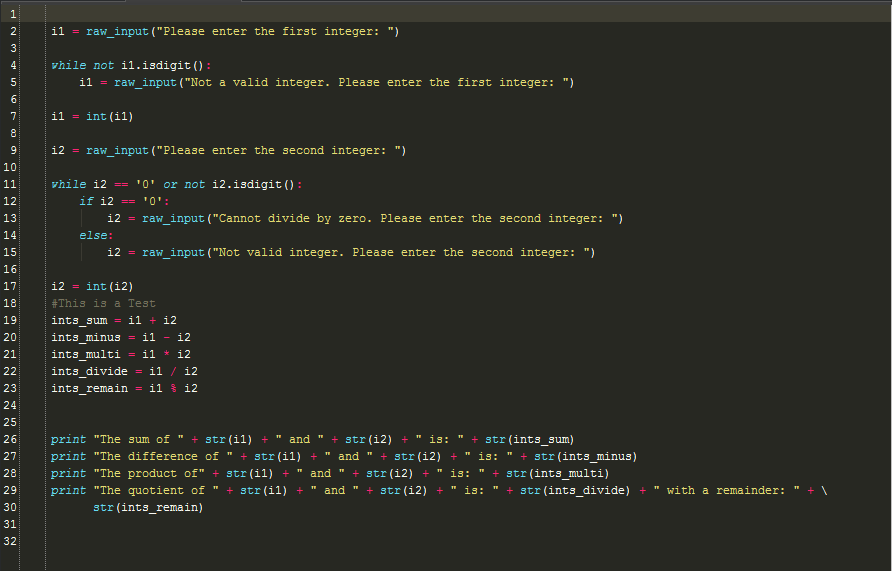 1
2 i1 = raw_input("Please enter the first integer: ")
3
4 while not i1.isdigit():
5     i1 = raw_input("Not a valid integer. Please enter the first integer: ")
6
7 i1 = int(i1)
8
9 i2 = raw_input("Please enter the second integer: ")
10
11 while i2 == '0' or not i2.isdigit():
12     if i2 == '0':
13         i2 = raw_input("Cannot divide by zero. Please enter the second integer: ")
14     else:
15         i2 = raw_input("Not valid integer. Please enter the second integer: ")
16
17 i2 = int(i2)
18 #This is a Test
19 ints_sum = i1 + i2
20 ints_minus = i1 - i2
21 ints_multi = i1 * i2
22 ints_divide = i1 / i2
23 ints_remain = i1 % i2
24
25
26 print "The sum of " + str(i1) + " and " + str(i2) + " is: " + str(ints_sum)
27 print "The difference of " + str(i1) + " and " + str(i2) + " is: " + str(ints_minus)
28 print "The product of" + str(i1) + " and " + str(i2) + " is: " + str(ints_multi)
29 print "The quotient of " + str(i1) + " and " + str(i2) + " is: " + str(ints_divide) + " with a remainder: " + \
30       str(ints_remain)
31
32